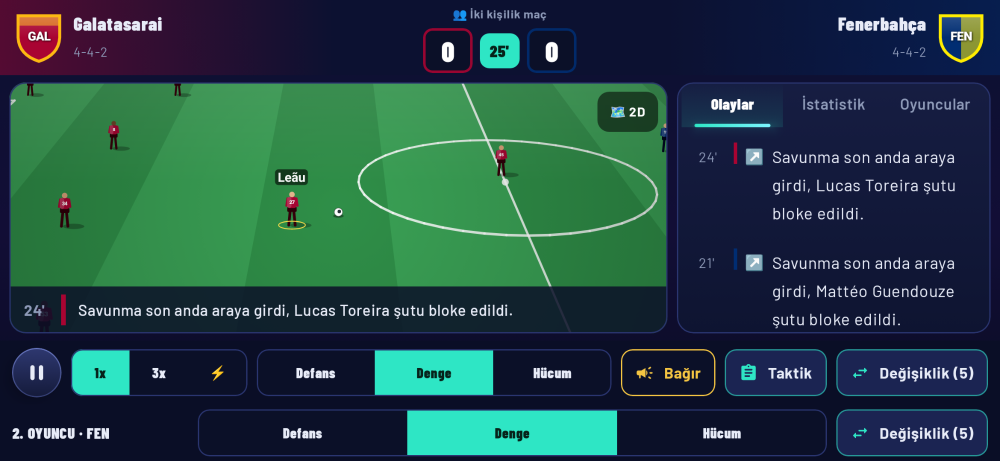 GAL
Galatasarai
4-4-2
👥 İki kişilik maç
0
25'
0
Fenerbahça
4-4-2
FEN
🗺️ 2D
Leãu
27
24' Savunma son anda araya girdi, Lucas Toreira şutu bloke edildi.
Olaylar
İstatistik
Oyuncular
24' ↗️ Savunma son anda araya
girdi, Lucas Toreira şutu
bloke edildi.
21' ↗️ Savunma son anda araya
girdi, Mattéo Guendouze
şutu bloke edildi.
1x
3x
⚡
Defans
Denge
Hücum
Bağır
Taktik
Değişiklik (5)
2. OYUNCU · FEN
Defans
Denge
Hücum
Değişiklik (5)